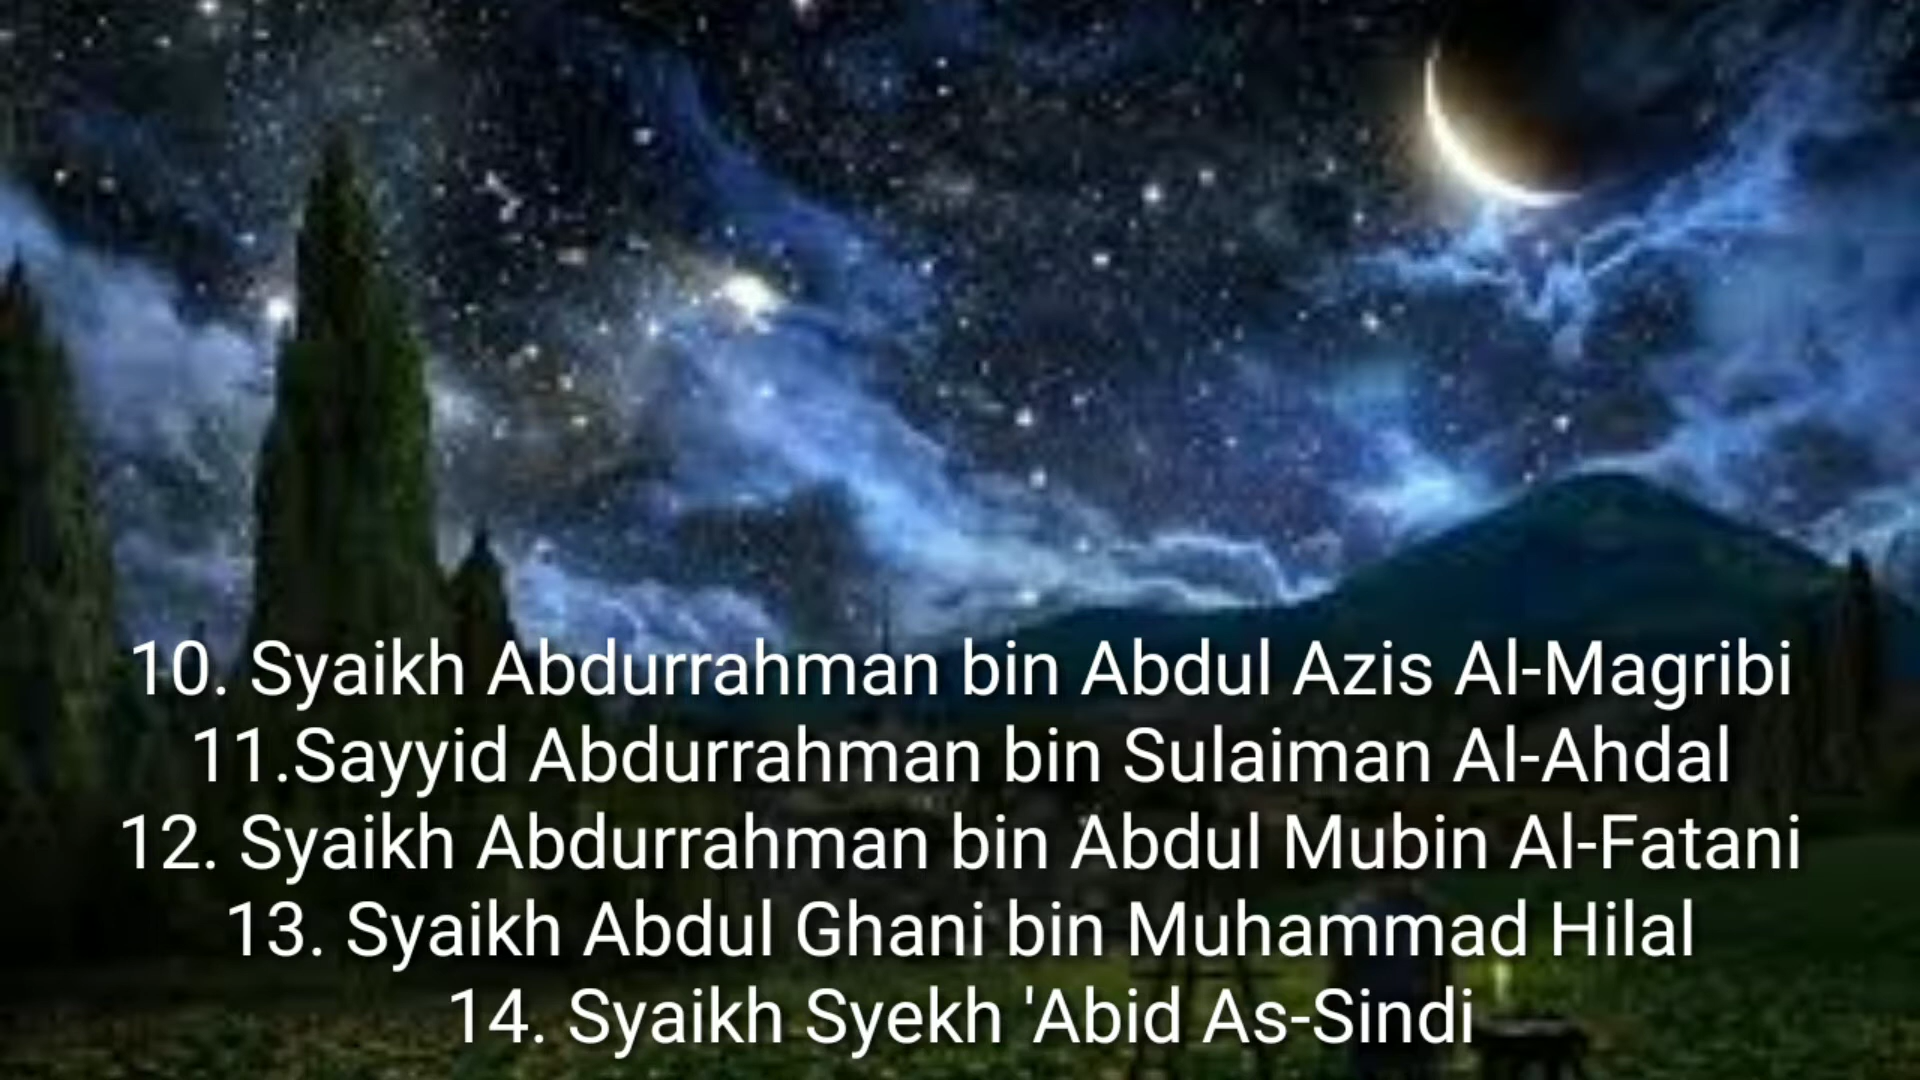 10. Syaikh Abdurrahman bin Abdul Azis Al-Magribi
11.Sayyid Abdurrahman bin Sulaiman Al-Ahdal
12. Syaikh Abdurrahman bin Abdul Mubin Al-Fatani
13. Syaikh Abdul Ghani bin Muhammad Hilal
14. Syaikh Syekh 'Abid As-Sindi